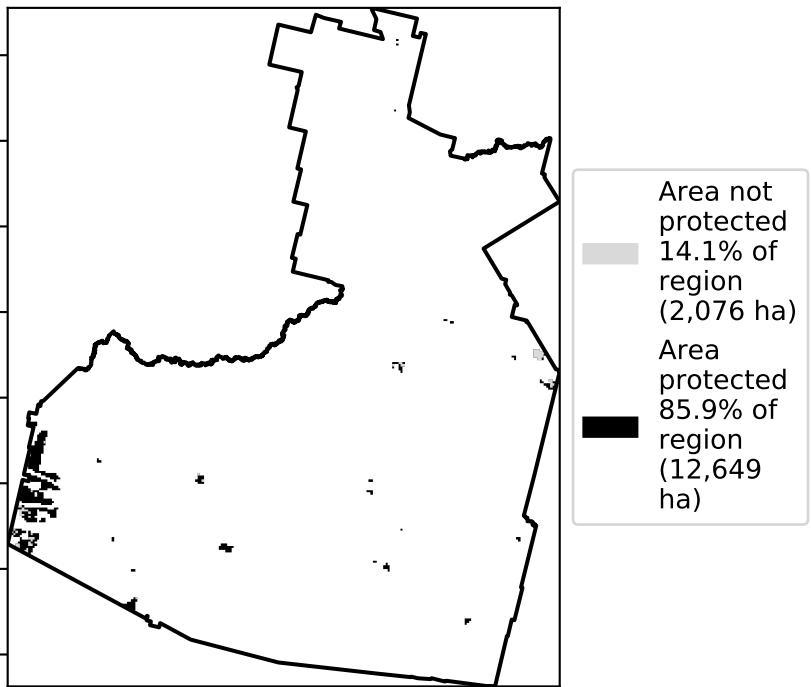 Area not
protected
14.1% of
region
(2,076 ha)
Area
protected
85.9% of
region
(12,649
ha)